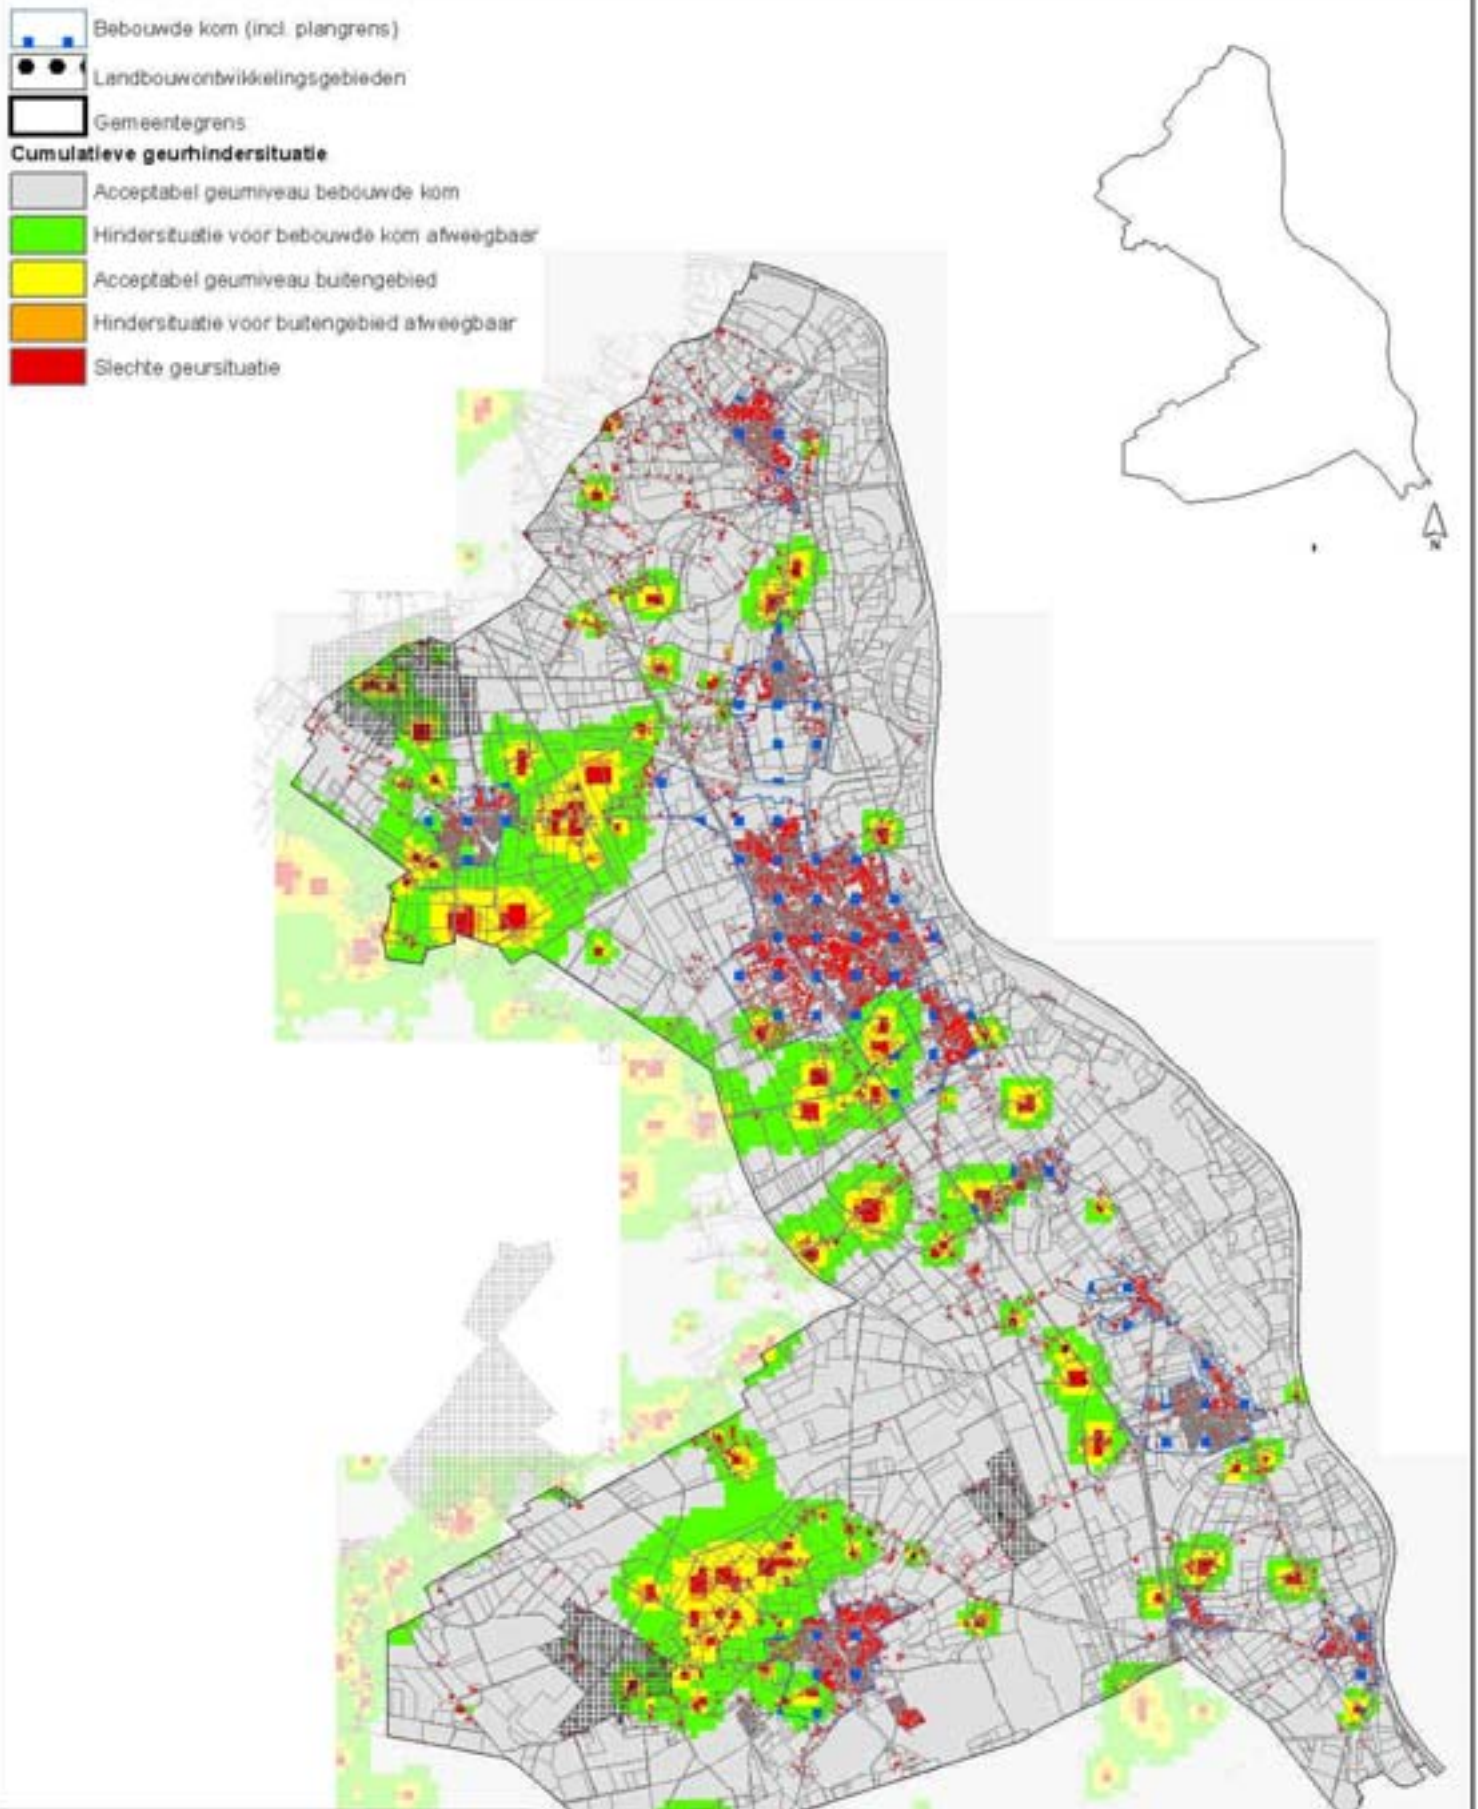 Bebouwde kom (incl. plangrens)
Landbouwontwikkelingsgebieden
Gemeentegrens
Cumulatieve geurhindersituatie
Acceptabel geurniveau bebouwde kom
Hindersituatie voor bebouwde kom afweegbaar
Acceptabel geurniveau buitengebied
Hindersituatie voor buitengebied afweegbaar
Slechte geursituatie
N